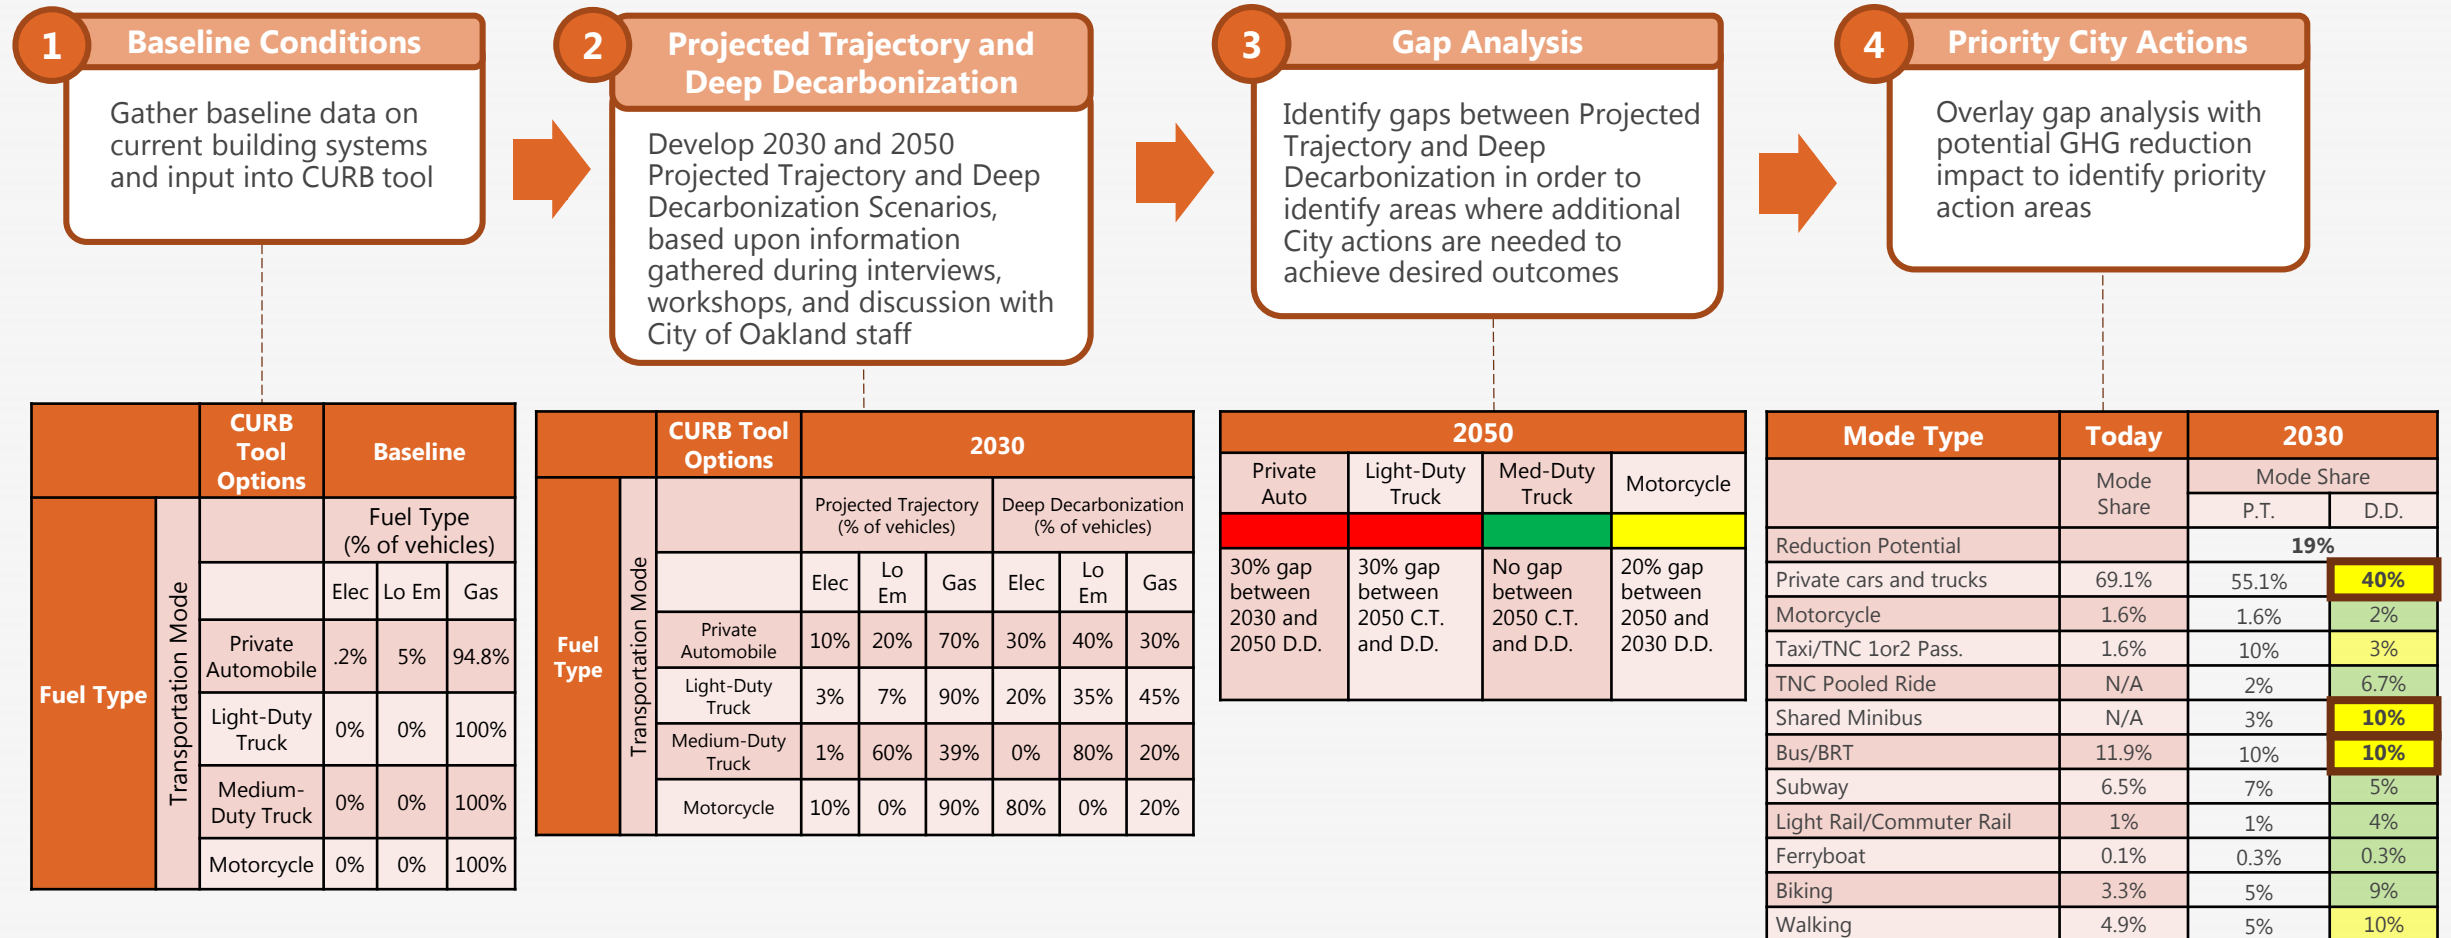 1
Baseline Conditions
Gather baseline data on
current building systems
and input into CURB tool
2
Projected Trajectory and
Deep Decarbonization
Develop 2030 and 2050
Projected Trajectory and Deep
Decarbonization Scenarios,
based upon information
gathered during interviews,
workshops, and discussion with
City of Oakland staff
3
Gap Analysis
Identify gaps between Projected
Trajectory and Deep
Decarbonization in order to
identify areas where additional
City actions are needed to
achieve desired outcomes
4
Priority City Actions
Overlay gap analysis with
potential GHG reduction
impact to identify priority
action areas
CURB
Tool
Options
Baseline
Fuel Type
Transportation Mode
Fuel Type
(% of vehicles)
Elec Lo Em Gas
Private
Automobile
.2% 5% 94.8%
Light-Duty
Truck
0% 0% 100%
Medium-
Duty Truck
0% 0% 100%
Motorcycle 0% 0% 100%
CURB Tool
Options
2030
Fuel
Type
Transportation Mode
Projected Trajectory
(% of vehicles)
Deep Decarbonization
(% of vehicles)
Elec Lo
Em Gas Elec Lo
Em Gas
Private
Automobile
10% 20% 70% 30% 40% 30%
Light-Duty
Truck
3% 7% 90% 20% 35% 45%
Medium-Duty
Truck
1% 60% 39% 0% 80% 20%
Motorcycle 10% 0% 90% 80% 0% 20%
2050
Private
Auto
Light-Duty
Truck
Med-Duty
Truck
Motorcycle
30% gap
between
2030 and
2050 D.D.
30% gap
between
2050 C.T.
and D.D.
No gap
between
2050 C.T.
and D.D.
20% gap
between
2050 and
2030 D.D.
Mode Type Today 2030
Mode
Share
Mode Share
P.T. D.D.
Reduction Potential 19%
Private cars and trucks 69.1% 55.1% 40%
Motorcycle 1.6% 1.6% 2%
Taxi/TNC 1or2 Pass. 1.6% 10% 3%
TNC Pooled Ride N/A 2% 6.7%
Shared Minibus N/A 3% 10%
Bus/BRT 11.9% 10% 10%
Subway 6.5% 7% 5%
Light Rail/Commuter Rail 1% 1% 4%
Ferryboat 0.1% 0.3% 0.3%
Biking 3.3% 5% 9%
Walking 4.9% 5% 10%